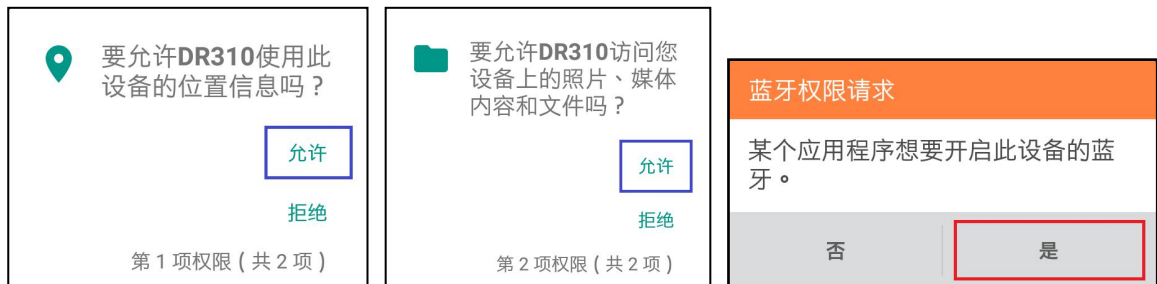 要允许DR310使用此
设备的位置信息吗？
允许
拒绝
第 1 项权限 ( 共 2 项 )
要允许DR310访问您
设备上的照片、媒体
内容和文件吗？
允许
拒绝
第 2 项权限 ( 共 2 项 )
蓝牙权限请求
某个应用程序想要开启此设备的蓝
牙。
否
是